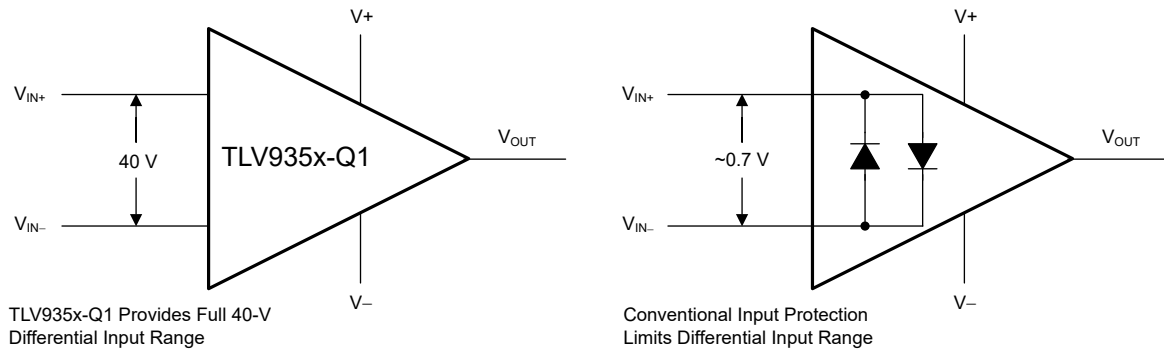 V+
V+
VIN+
VIN+
VOUT
VOUT
40 V
TLV935x-Q1
~0.7 V
VIN−
VIN−
V−
V−
TLV935x-Q1 Provides Full 40-V
Differential Input Range
Conventional Input Protection
Limits Differential Input Range